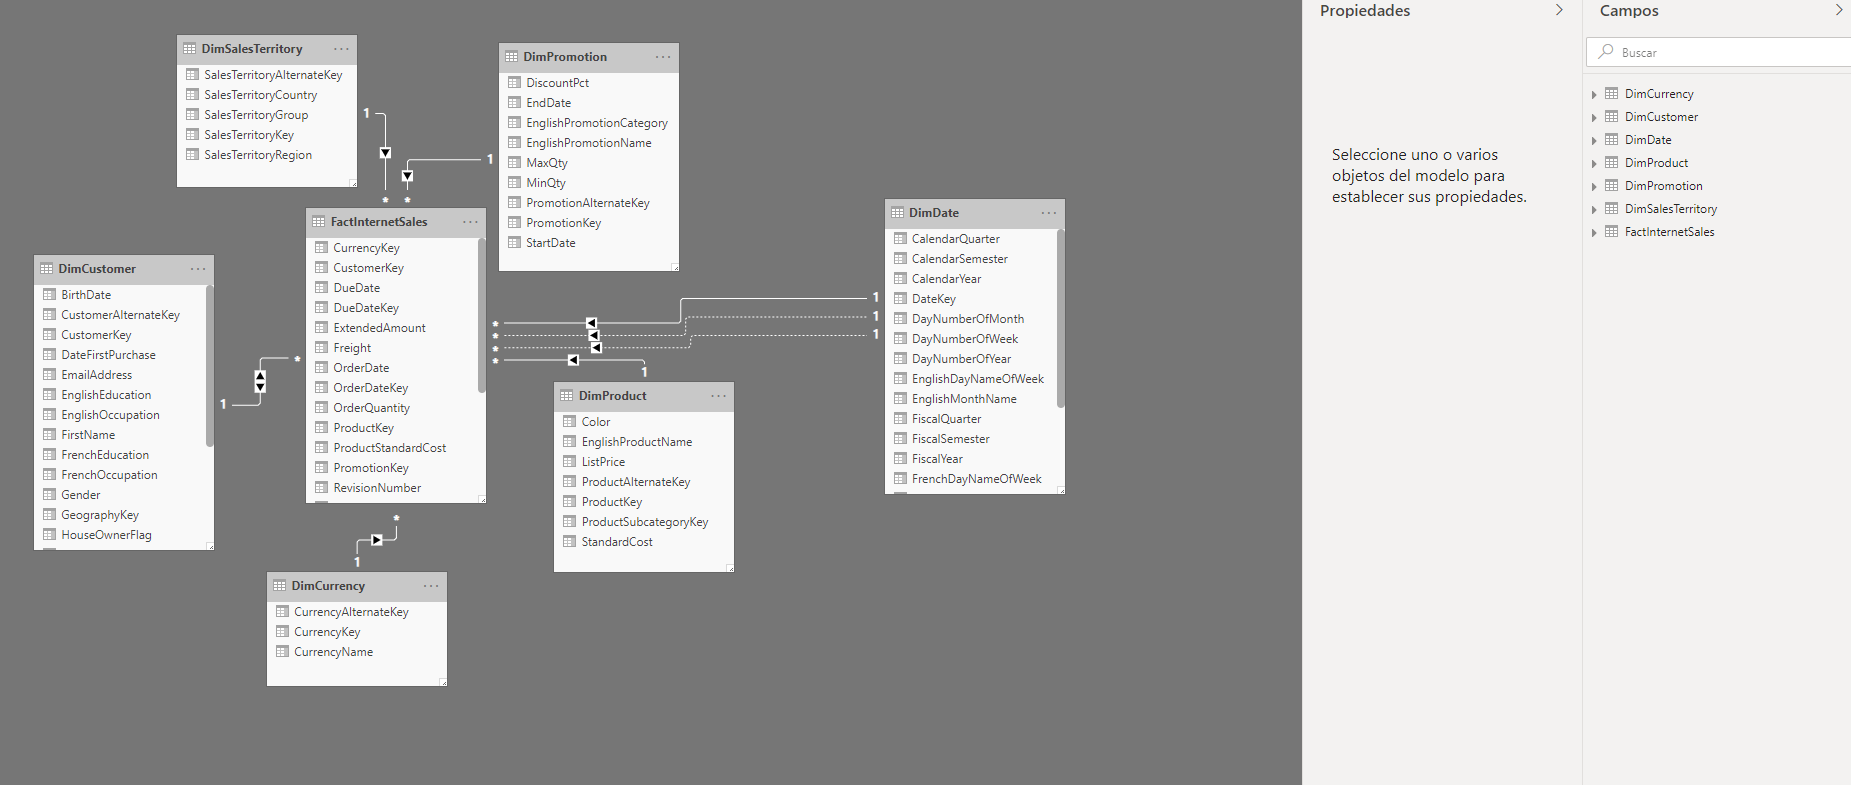 DimSalesTerritory
SalesTerritoryAlternateKey
SalesTerritoryCountry
SalesTerritoryGroup
SalesTerritoryKey
SalesTerritoryRegion
1
*
DimPromotion
DiscountPct
EndDate
EnglishPromotionCategory
EnglishPromotionName
MaxQty
MinQty
PromotionAlternateKey
PromotionKey
StartDate
1
*
FactInternetSales
CurrencyKey
CustomerKey
DueDate
DueDateKey
ExtendedAmount
Freight
OrderDate
OrderDateKey
OrderQuantity
ProductKey
ProductStandardCost
PromotionKey
RevisionNumber
DimCustomer
BirthDate
CustomerAlternateKey
CustomerKey
DateFirstPurchase
EmailAddress
EnglishEducation
EnglishOccupation
FirstName
FrenchEducation
FrenchOccupation
Gender
GeographyKey
HouseOwnerFlag
1
*
DimDate
CalendarQuarter
CalendarSemester
CalendarYear
DateKey
DayNumberOfMonth
DayNumberOfWeek
DayNumberOfYear
EnglishDayNameOfWeek
EnglishMonthName
FiscalQuarter
FiscalSemester
FiscalYear
FrenchDayNameOfWeek
* 1
* 1
* 1
* 1
DimProduct
Color
EnglishProductName
ListPrice
ProductAlternateKey
ProductKey
ProductSubcategoryKey
StandardCost
*
1
DimCurrency
CurrencyAlternateKey
CurrencyKey
CurrencyName
Propiedades
Seleccione uno o varios
objetos del modelo para
establecer sus propiedades.
Campos
Buscar
DimCurrency
DimCustomer
DimDate
DimProduct
DimPromotion
DimSalesTerritory
FactInternetSales